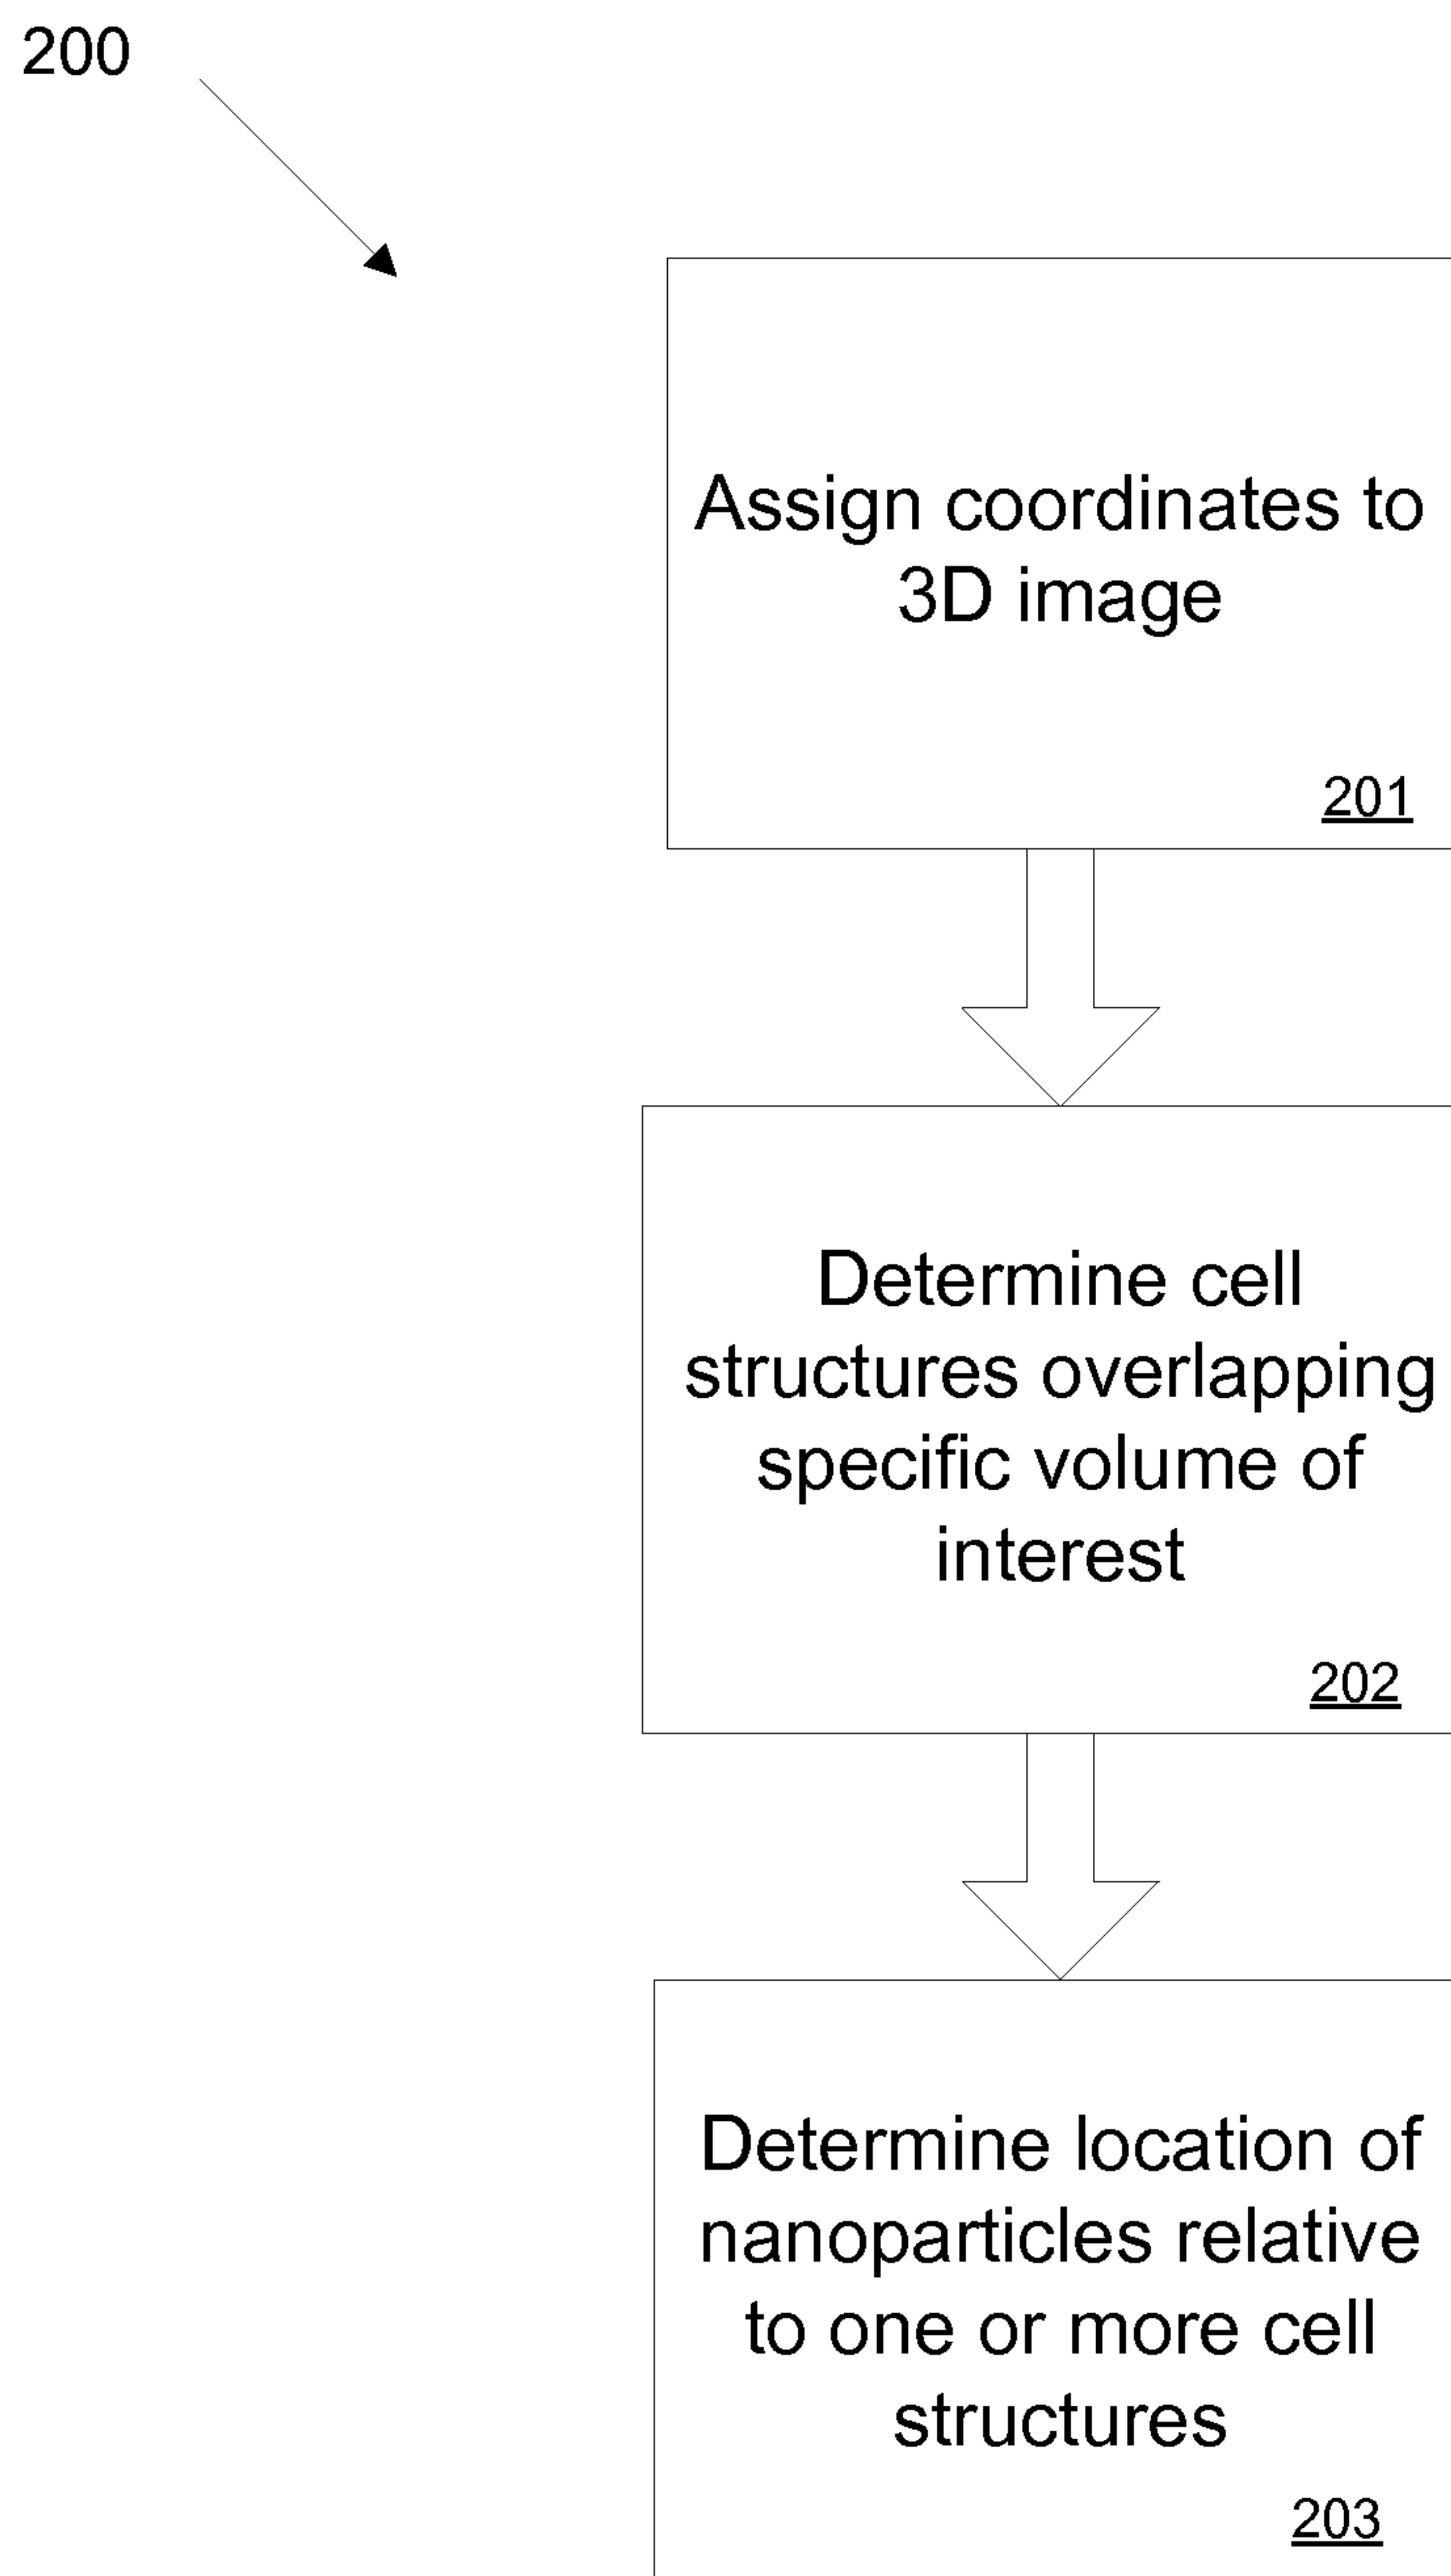 200
Assign coordinates to
3D image
201
Determine cell
structures overlapping
specific volume of
interest
202
Determine location of
nanoparticles relative
to one or more cell
structures
203